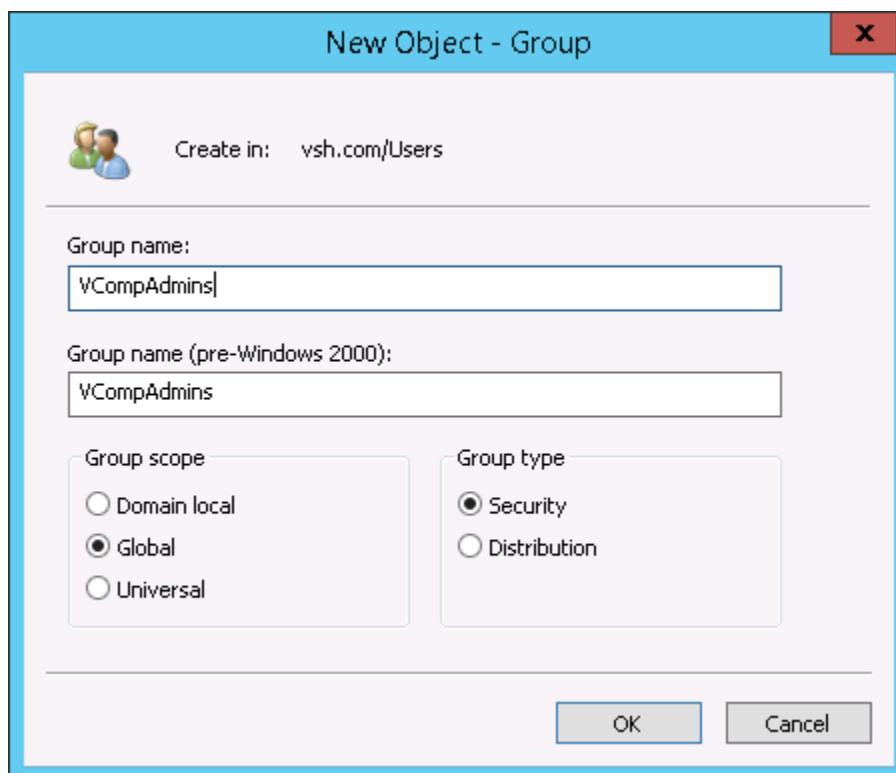 New Object - Group
x
Create in: vsh.com/Users
Group name:
VCompAdmins
Group name (pre-Windows 2000):
VCompAdmins
Group scope
Domain local
Global
Universal
Group type
Security
Distribution
OK
Cancel